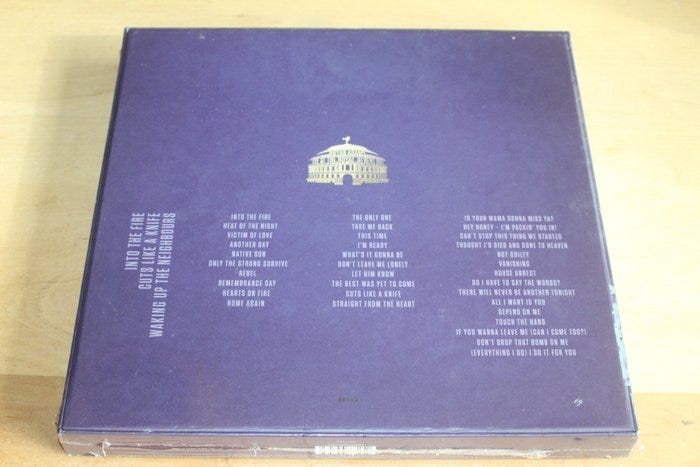 BRYAN ADAMS
AT THE ROYAL ALBERT HALL
INTO THE FIRE
CUTS LIKE A KNIFE
WAKING UP THE NEIGHBOURS
INTO THE FIRE
HEAT OF THE NIGHT
VICTIM OF LOVE
ANOTHER DAY
NATIVE SON
ONLY THE STRONG SURVIVE
REBEL
REMEMBRANCE DAY
HEARTS ON FIRE
HOME AGAIN
THE ONLY ONE
TAKE ME BACK
THIS TIME
I'M READY
WHAT'S IT GONNA BE
DON'T LEAVE ME LONELY
LET HIM KNOW
THE BEST WAS YET TO COME
CUTS LIKE A KNIFE
STRAIGHT FROM THE HEART
IS YOUR MAMA GONNA MISS YA?
HEY HONEY – I'M PACKIN' YOU IN!
CAN'T STOP THIS THING WE STARTED
THOUGHT I'D DIED AND GONE TO HEAVEN
NOT GUILTY
VANISHING
HOUSE ARREST
DO I HAVE TO SAY THE WORDS?
THERE WILL NEVER BE ANOTHER TONIGHT
ALL I WANT IS YOU
DEPEND ON ME
TOUCH THE HAND
IF YOU WANNA LEAVE ME (CAN I COME TOO?)
DON'T DROP THAT BOMB ON ME
(EVERYTHING I DO) I DO IT FOR YOU